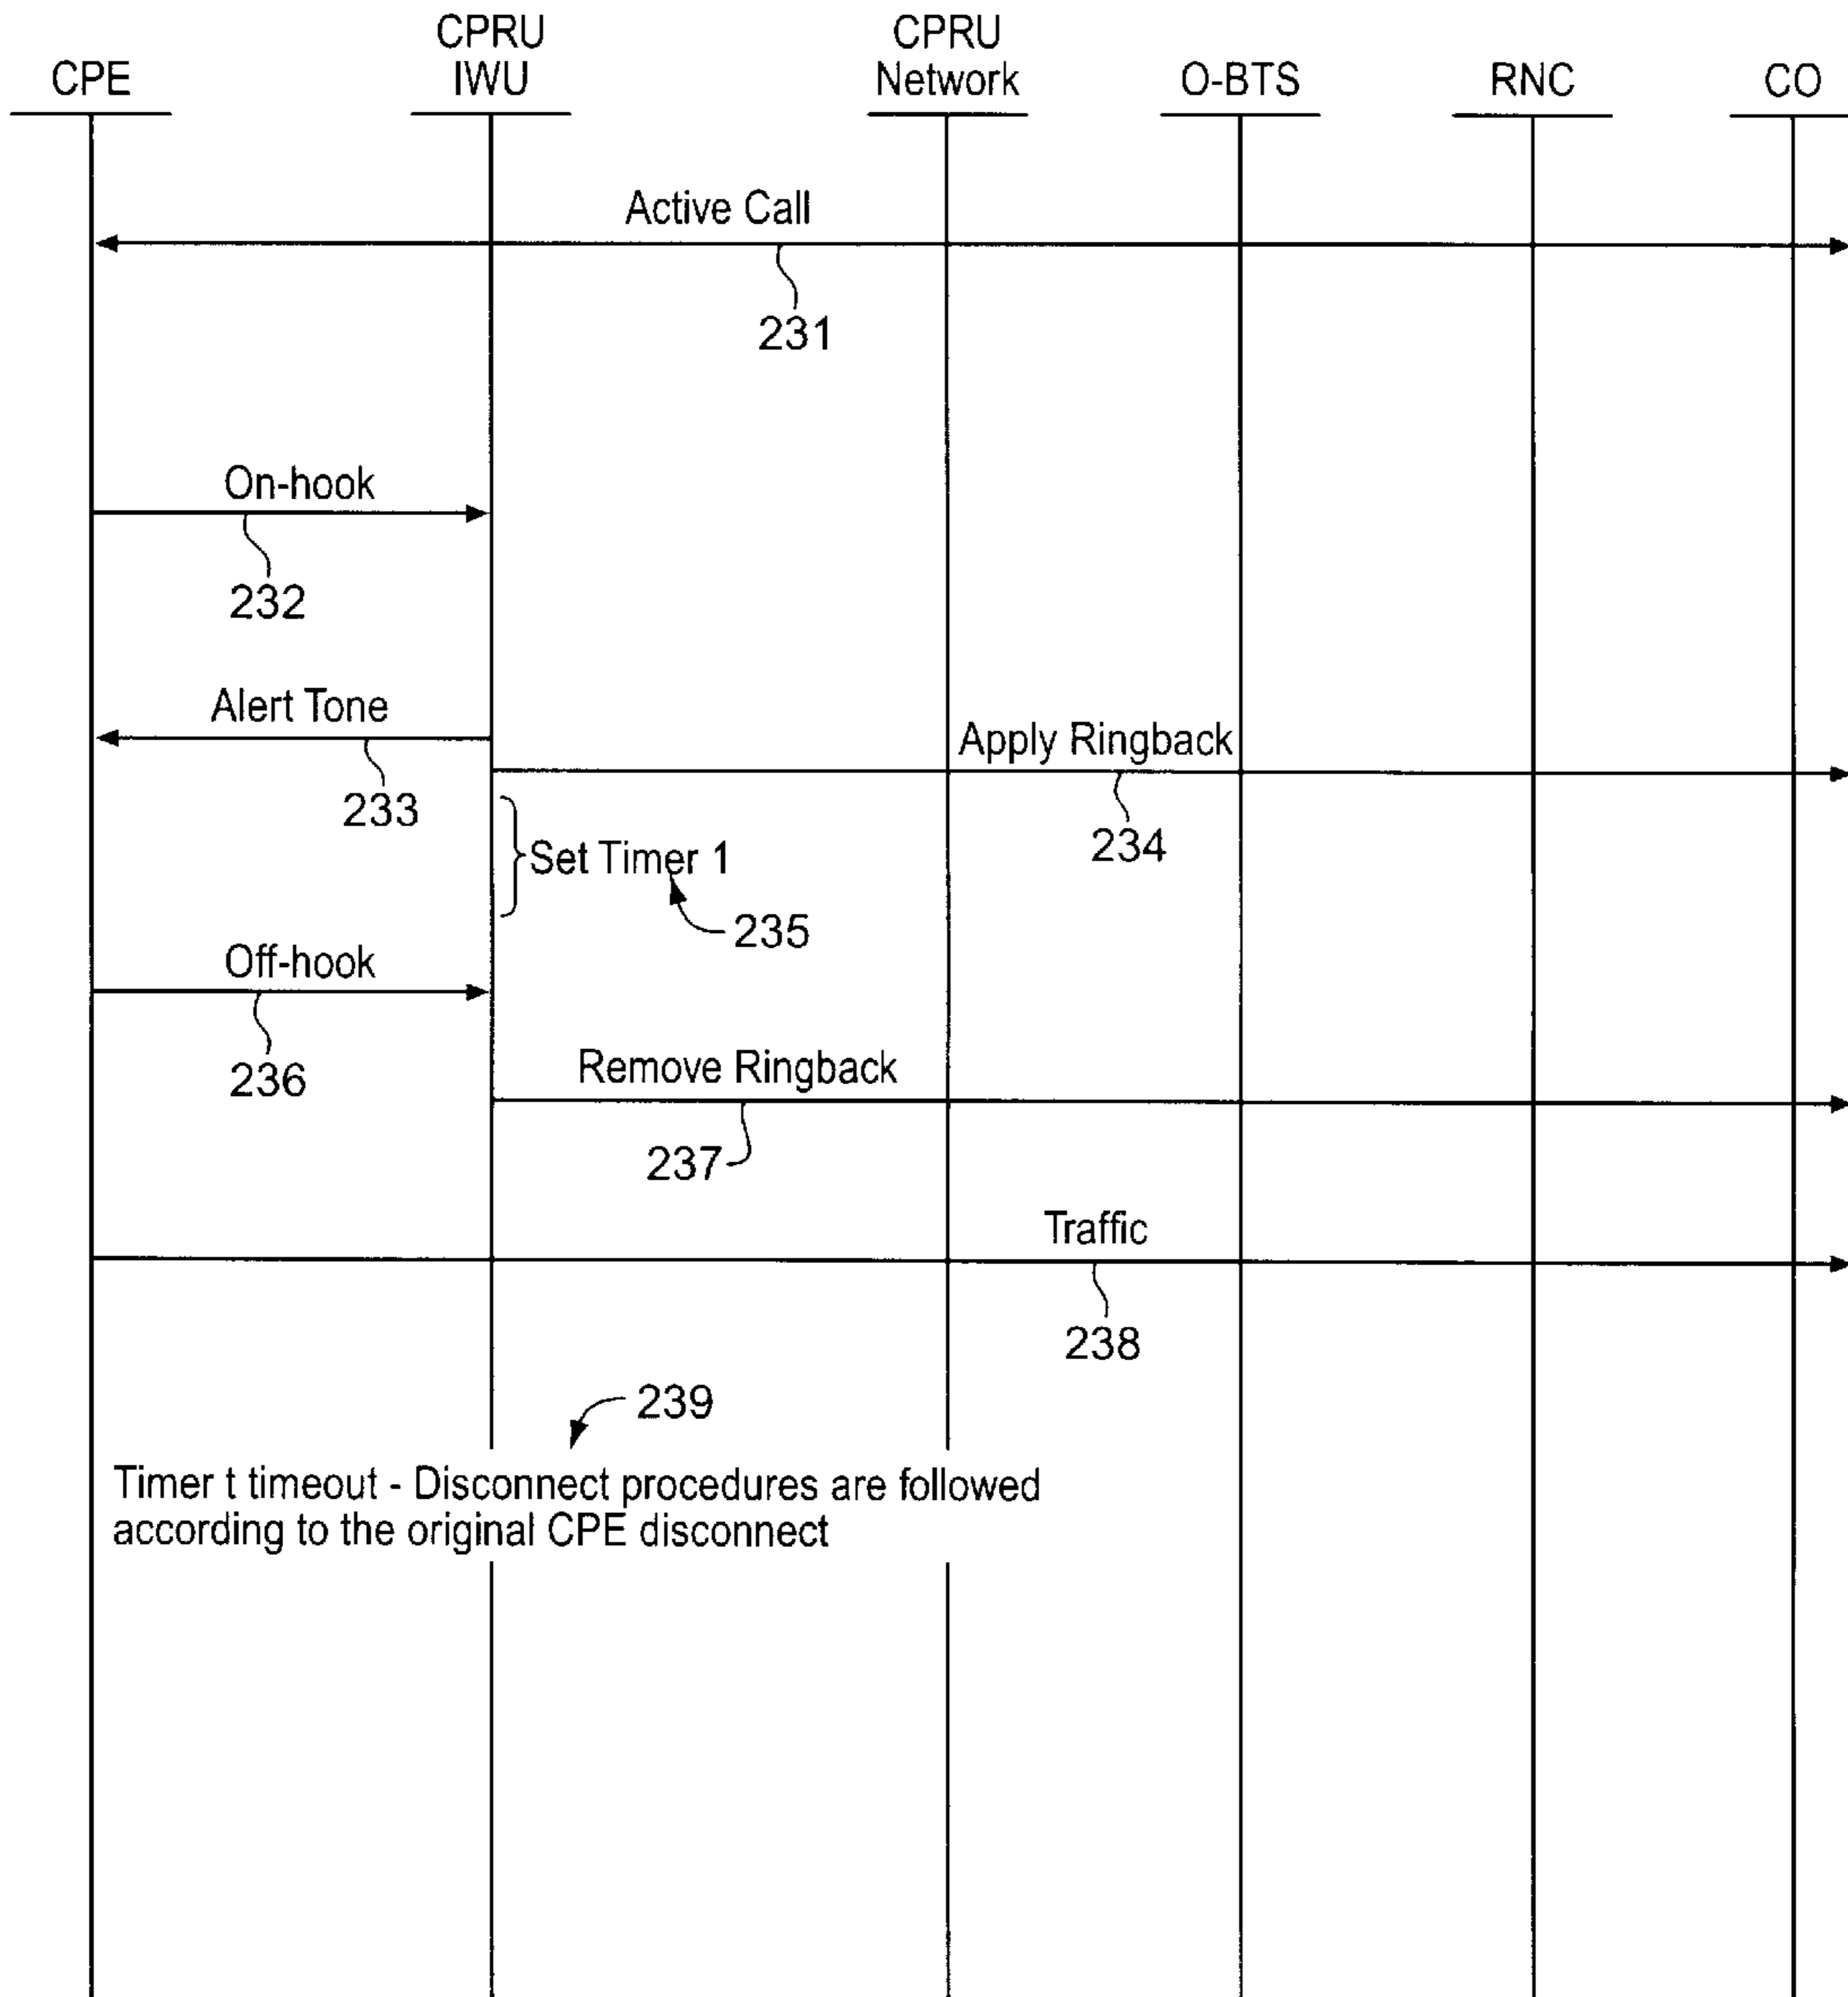 CPE
CPRU
IWU
CPRU
Network
O-BTS
RNC
CO
Active Call
231
On-hook
232
Alert Tone
233
Apply Ringback
234
Set Timer 1
235
Off-hook
236
Remove Ringback
237
Traffic
238
239
Timer t timeout - Disconnect procedures are followed
according to the original CPE disconnect